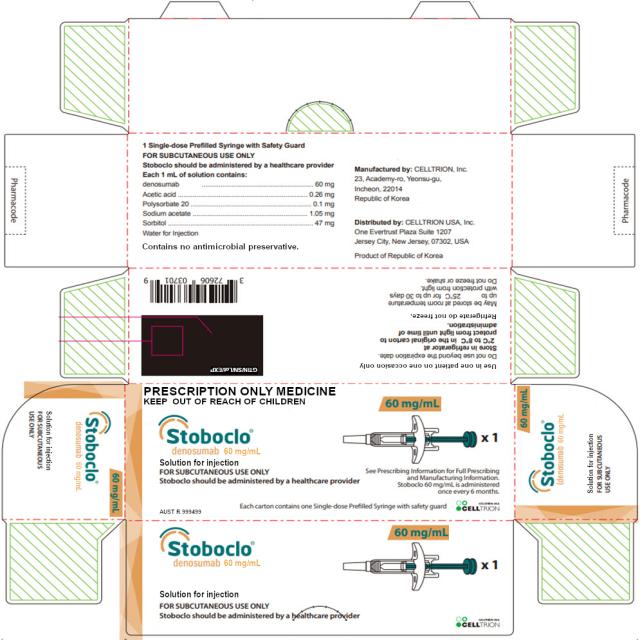 1 Single-dose Prefilled Syringe with Safety Guard
FOR SUBCUTANEOUS USE ONLY
Stoboclo should be administered by a healthcare provider
Each 1 mL of solution contains:
denosumab ........................................ 60 mg
Acetic acid ........................................ 0.26 mg
Polysorbate 20 ........................................ 0.1 mg
Sodium acetate ........................................ 1.05 mg
Sorbitol ........................................ 47 mg
Water for Injection
Contains no antimicrobial preservative.
Manufactured by: CELLTRION, Inc.
23, Academy-ro, Yeonsu-gu,
Incheon, 22014
Republic of Korea
Distributed by: CELLTRION USA, Inc.
One Evertrust Plaza Suite 1207
Jersey City, New Jersey, 07302, USA
Product of Republic of Korea
Pharmacode
Pharmacode
Use in one patient on one occasion only
Do not use beyond the expiration date.
Store in refrigerator at
2°C to 8°C in the original carton to
protect from light until time of
administration.
Refrigerate do not freeze.
May be stored at room temperature
up to 25°C for up to 30 days
with protection from light.
Do not freeze or shake.
GTIN/SN/Lot/EXP
3 72606 03701 9
PRESCRIPTION ONLY MEDICINE
KEEP OUT OF REACH OF CHILDREN
Stoboclo®
denosumab 60 mg/mL
Solution for injection
FOR SUBCUTANEOUS USE ONLY
Stoboclo should be administered by a healthcare provider
60 mg/mL
x 1
See Prescribing Information for Full Prescribing
and Manufacturing Information.
Stoboclo 60 mg/mL is administered
once every 6 months.
Each carton contains one Single-dose Prefilled Syringe with safety guard
AUST R 999499
CELLTRION
Stoboclo®
denosumab 60 mg/mL
Solution for injection
FOR SUBCUTANEOUS
USE ONLY
60 mg/mL
60 mg/mL
Stoboclo®
denosumab 60 mg/mL
Solution for injection
FOR SUBCUTANEOUS
USE ONLY
60 mg/mL
Stoboclo®
denosumab 60 mg/mL
x 1
Solution for injection
FOR SUBCUTANEOUS USE ONLY
Stoboclo should be administered by a healthcare provider
CELLTRION